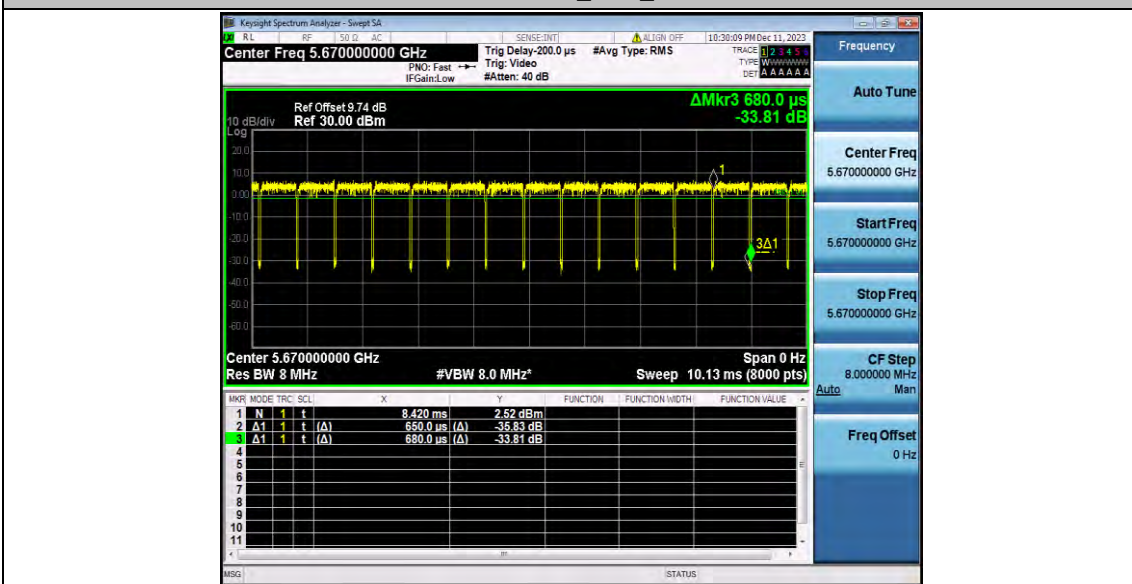 Keysight Spectrum Analyzer - Swept SA
RL RF 50 Ω AC SENSE:INT ALIGN OFF 10:30:09 PM Dec 11, 2023
Center Freq 5.670000000 GHz
PNO: Fast
IFGain:Low
Trig Delay-200.0 µs
Trig: Video
#Atten: 40 dB
#Avg Type: RMS
TRACE 1 2 3 4 5 6
TYPE W
DET A A A A A A
Frequency
Auto Tune
Center Freq
5.670000000 GHz
Start Freq
5.670000000 GHz
Stop Freq
5.670000000 GHz
CF Step
8.000000 MHz
Auto Man
Freq Offset
0 Hz
ΔMkr3 680.0 µs
-33.81 dB
Ref Offset 9.74 dB
10 dB/div Ref 30.00 dBm
Log
20.0
10.0
0.00
-10.0
-20.0
-30.0
-40.0
-50.0
-60.0
1
3Δ1
Center 5.670000000 GHz Span 0 Hz
Res BW 8 MHz #VBW 8.0 MHz* Sweep 10.13 ms (8000 pts)
MKR MODE TRC SCL X Y FUNCTION FUNCTION WIDTH FUNCTION VALUE
1 N 1 t 8.420 ms 2.52 dBm
2 Δ1 1 t (Δ) 650.0 µs (Δ) -35.83 dB
3 Δ1 1 t (Δ) 680.0 µs (Δ) -33.81 dB
4
5
6
7
8
9
10
11
MSG STATUS